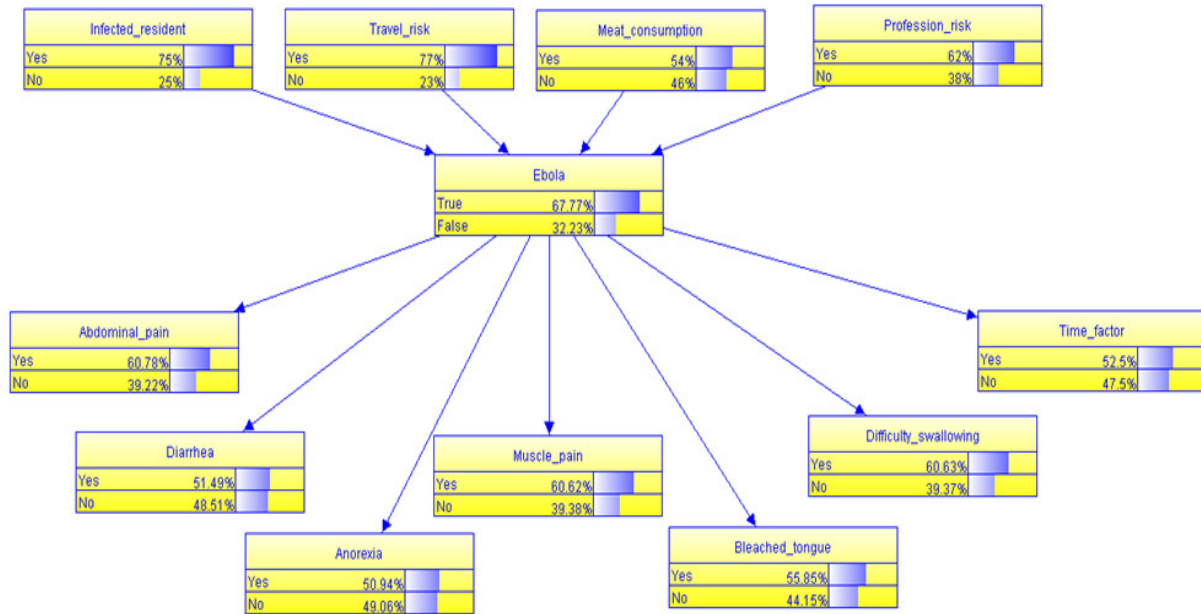 Infected_resident
Yes 75%
No 25%
Travel_risk
Yes 77%
No 23%
Meat_consumption
Yes 54%
No 46%
Profession_risk
Yes 62%
No 38%
Ebola
True 67.77%
False 32.23%
Abdominal_pain
Yes 60.78%
No 39.22%
Time_factor
Yes 52.5%
No 47.5%
Diarrhea
Yes 51.49%
No 48.51%
Muscle_pain
Yes 60.62%
No 39.38%
Difficulty_swallowing
Yes 60.63%
No 39.37%
Anorexia
Yes 50.94%
No 49.06%
Bleached_tongue
Yes 55.85%
No 44.15%